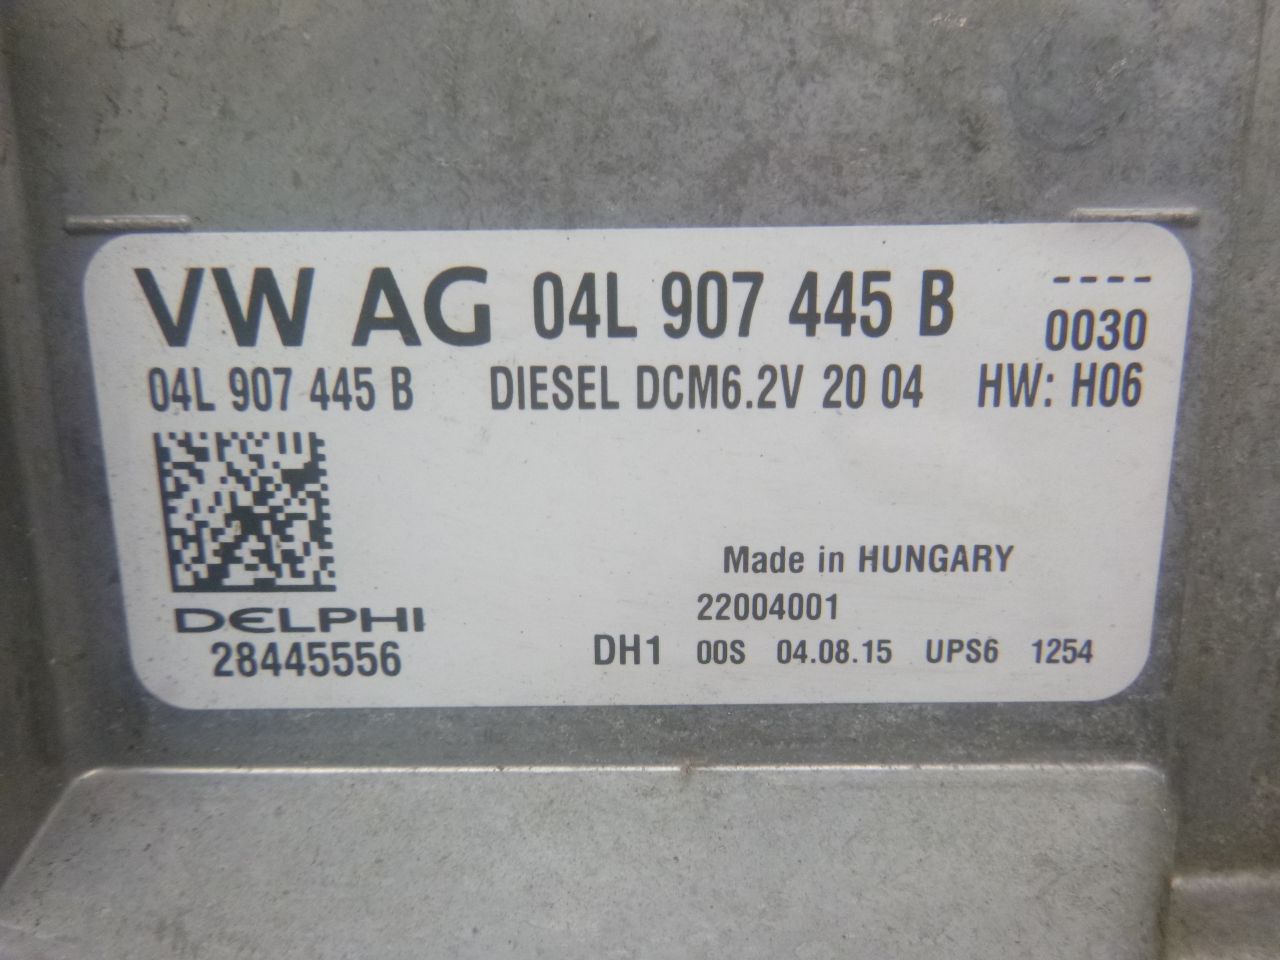 VW AG 04L 907 445 B ----
0030
04L 907 445 B DIESEL DCM6.2V 20 04 HW: H06
Made in HUNGARY
DELPHI 22004001
28445556 DH1 00S 04.08.15 UPS6 1254